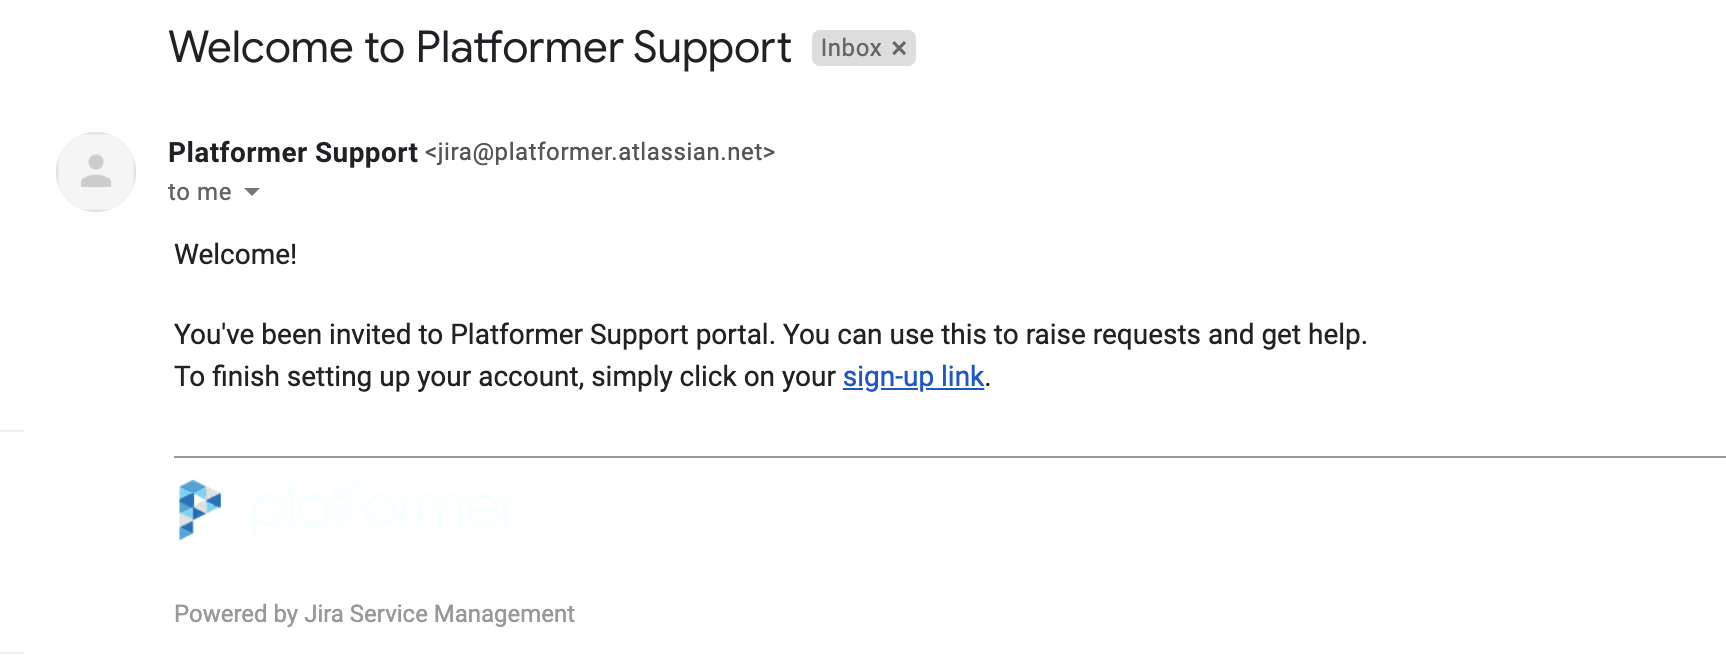 Welcome to Platformer Support Inbox ×
Platformer Support <jira@platformer.atlassian.net>
to me
Welcome!
You've been invited to Platformer Support portal. You can use this to raise requests and get help.
To finish setting up your account, simply click on your sign-up link.
platformer
Powered by Jira Service Management